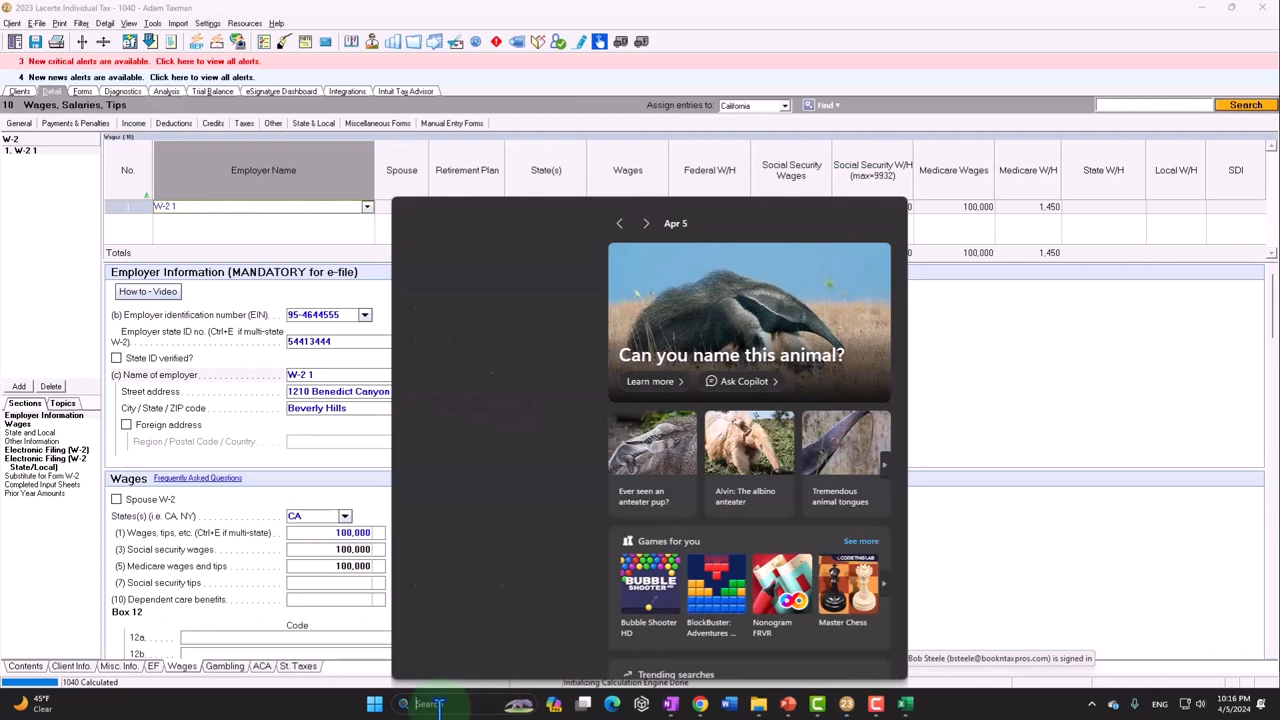 2023 Lacerte Individual Tax - 1040 - Adam Taxman
Client E-File Print Filter Detail View Tools Import Settings Resources Help
3 New critical alerts are available. Click here to view all alerts.
4 New news alerts are available. Click here to view all alerts.
Clients Detail Forms Diagnostics Analysis Trial Balance eSignature Dashboard Integrations Intuit Tax Advisor
10 Wages, Salaries, Tips Assign entries to: California Find Search
General Payments & Penalties Income Deductions Credits Taxes Other State & Local Miscellaneous Forms Manual Entry Forms
W-2
1. W-2 1
Add Delete
Sections Topics
Employer Information
Wages
State and Local
Other Information
Electronic Filing (W-2)
Electronic Filing (W-2
State/Local)
Substitute for Form W-2
Completed Input Sheets
Prior Year Amounts
Wages (10)
No. Employer Name Spouse Retirement Plan State(s) Wages Federal W/H Social Security Wages Social Security W/H (max=9932) Medicare Wages Medicare W/H State W/H Local W/H SDI
1 W-2 1 0 100,000 1,450
Totals 0 100,000 1,450
Employer Information (MANDATORY for e-file)
How to - Video
(b) Employer identification number (EIN). 95-4644555
Employer state ID no. (Ctrl+E if multi-state
W-2) 54413444
State ID verified?
(c) Name of employer W-2 1
Street address 1210 Benedict Canyon
City / State / ZIP code Beverly Hills
Foreign address
Region / Postal Code / Country
Wages Frequently Asked Questions
Spouse W-2
States(s) (i.e. CA, NY) CA
(1) Wages, tips, etc. (Ctrl+E if multi-state) 100,000
(3) Social security wages 100,000
(5) Medicare wages and tips 100,000
(7) Social security tips
(10) Dependent care benefits
Box 12
Code
12a.
12b.
Contents Client Info. Misc. Info. EF Wages Gambling ACA St. Taxes
1040 Calculated Initializing Calculation Engine Done
Apr 5
Can you name this animal?
Learn more Ask Copilot
Ever seen an
anteater pup?
Alvin: The albino
anteater
Tremendous
animal tongues
Games for you See more
CODE THIS LAB
BUBBLE
SHOOTER
Bubble Shooter
HD
BlockBuster:
Adventures ...
Nonogram
FRVR
Master Chess
Trending searches
Bob Steele (bsteele@bookntaxpros.com) is signed in
45°F
Clear
Search
10:16 PM
4/5/2024